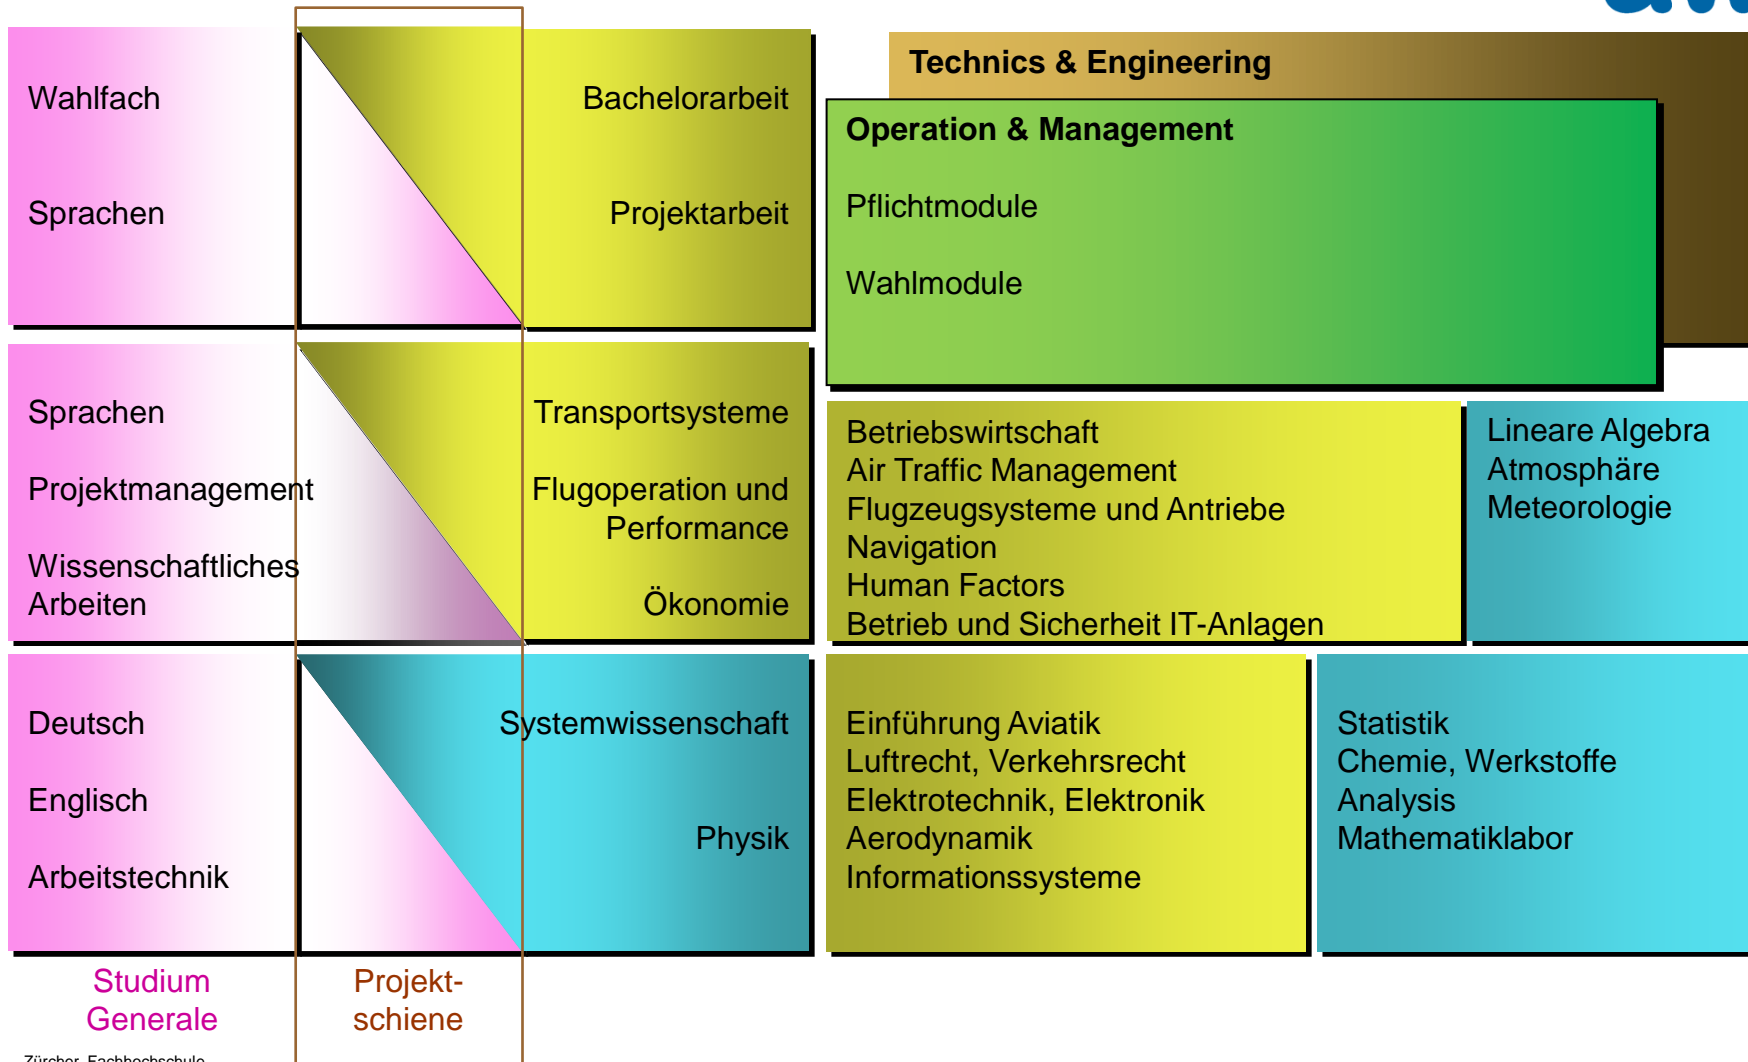 Wahlfach
Sprachen
Bachelorarbeit
Projektarbeit
Technics & Engineering
Operation & Management
Pflichtmodule
Wahlmodule
Sprachen
Projektmanagement
Wissenschaftliches
Arbeiten
Transportsysteme
Flugoperation und
Performance
Ökonomie
Betriebswirtschaft
Air Traffic Management
Flugzeugsysteme und Antriebe
Navigation
Human Factors
Betrieb und Sicherheit IT-Anlagen
Lineare Algebra
Atmosphäre
Meteorologie
Deutsch
Englisch
Arbeitstechnik
Systemwissenschaft
Physik
Einführung Aviatik
Luftrecht, Verkehrsrecht
Elektrotechnik, Elektronik
Aerodynamik
Informationssysteme
Statistik
Chemie, Werkstoffe
Analysis
Mathematiklabor
Studium
Generale
Projekt-
schiene
Zürcher Fachhochschule